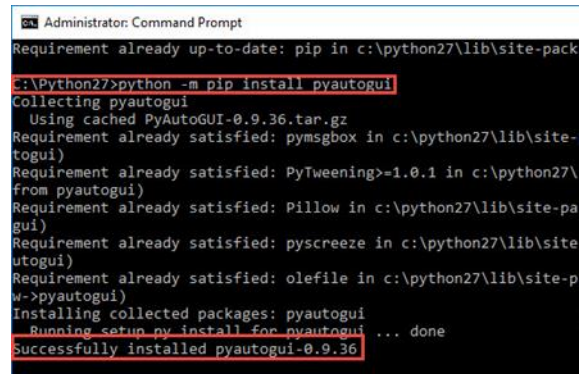 Administrator: Command Prompt
Requirement already up-to-date: pip in c:\python27\lib\site-pack
C:\Python27>python -m pip install pyautogui
Collecting pyautogui
Using cached PyAutoGUI-0.9.36.tar.gz
Requirement already satisfied: pymsgbox in c:\python27\lib\site-
togui)
Requirement already satisfied: PyTweening>=1.0.1 in c:\python27\
from pyautogui)
Requirement already satisfied: Pillow in c:\python27\lib\site-pa
gui)
Requirement already satisfied: pyscreeze in c:\python27\lib\site
utogui)
Requirement already satisfied: olefile in c:\python27\lib\site-p
w->pyautogui)
Installing collected packages: pyautogui
Running setup.py install for pyautogui ... done
Successfully installed pyautogui-0.9.36